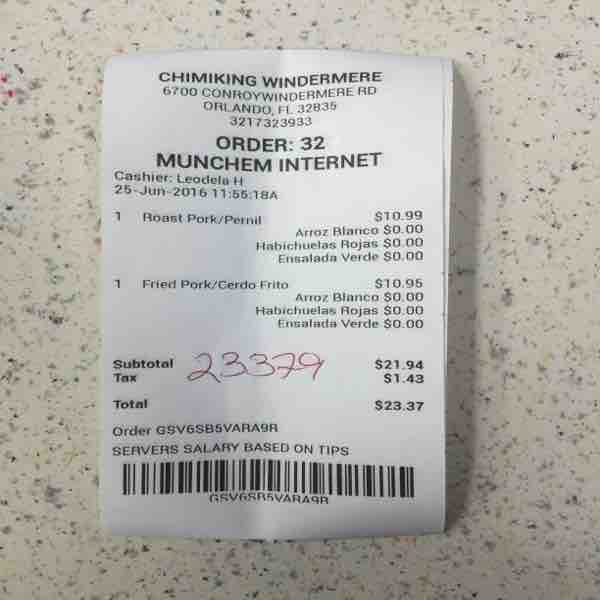 CHIMIKING WINDERMERE
6700 CONROYWINDERMERE RD
ORLANDO, FL 32835
3217323933
ORDER: 32
MUNCHEM INTERNET
Cashier: Leodela H
25-Jun-2016 11:55:18A
1 Roast Pork/Pernil $10.99
Arroz Blanco $0.00
Habichuelas Rojas $0.00
Ensalada Verde $0.00
1 Fried Pork/Cerdo Frito $10.95
Arroz Blanco $0.00
Habichuelas Rojas $0.00
Ensalada Verde $0.00
Subtotal 23379 $21.94
Tax $1.43
Total $23.37
Order GSV6SB5VARA9R
SERVERS SALARY BASED ON TIPS
GSV6SB5VARA9R